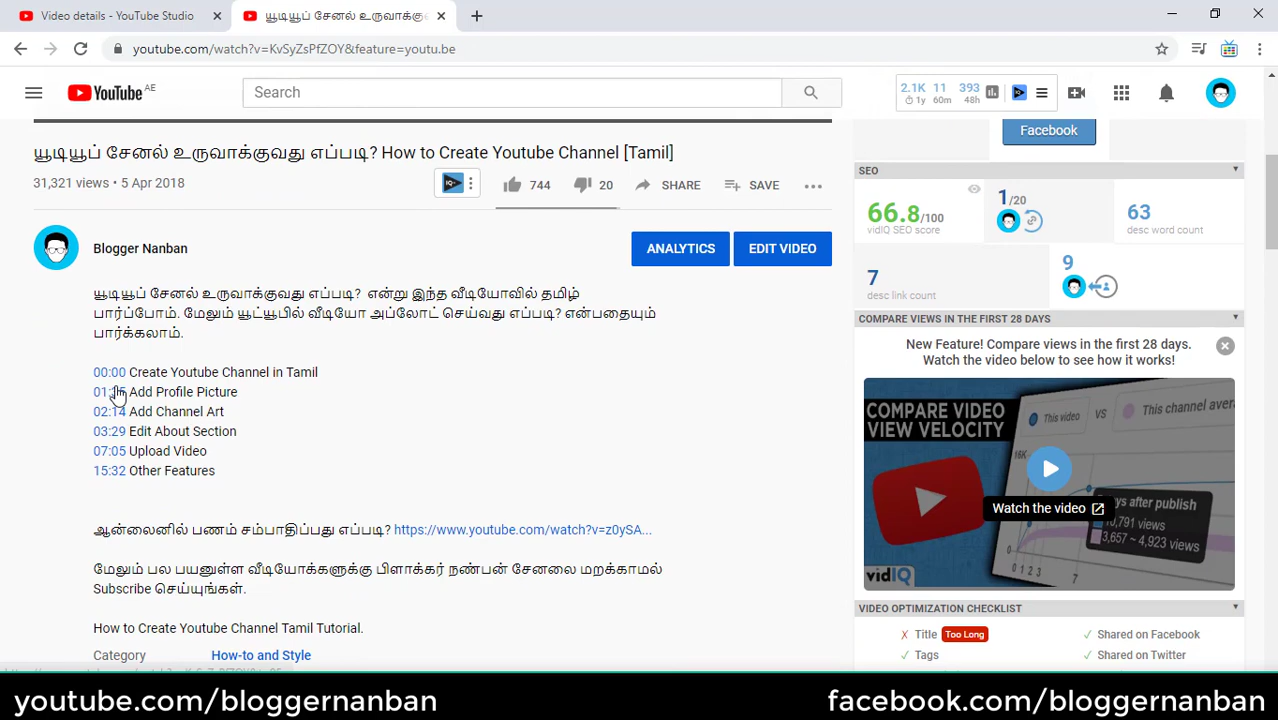 Video details - YouTube Studio
யூடியூப் சேனல் உருவாக்குவ
youtube.com/watch?v=KvSyZsPfZOY&feature=youtu.be
YouTube AE
Search
2.1K 11 393
1y 60m 48h
யூடியூப் சேனல் உருவாக்குவது எப்படி? How to Create Youtube Channel [Tamil]
31,321 views • 5 Apr 2018
744 20 SHARE SAVE
Blogger Nanban
ANALYTICS EDIT VIDEO
யூடியூப் சேனல் உருவாக்குவது எப்படி? என்று இந்த வீடியோவில் தமிழ்
பார்ப்போம். மேலும் யூட்யூபில் வீடியோ அப்லோட் செய்வது எப்படி? என்பதையும்
பார்க்கலாம்.
00:00 Create Youtube Channel in Tamil
Add Profile Picture
02:14 Add Channel Art
03:29 Edit About Section
07:05 Upload Video
15:32 Other Features
ஆன்லைனில் பணம் சம்பாதிப்பது எப்படி? https://www.youtube.com/watch?v=z0ySA...
மேலும் பல பயனுள்ள வீடியோக்களுக்கு பிளாக்கர் நண்பன் சேனலை மறக்காமல்
Subscribe செய்யுங்கள்.
How to Create Youtube Channel Tamil Tutorial.
Category How-to and Style
Facebook
SEO
66.8/100
vidIQ SEO score
1/20
63
desc word count
7
desc link count
9
COMPARE VIEWS IN THE FIRST 28 DAYS
New Feature! Compare views in the first 28 days.
Watch the video below to see how it works!
COMPARE VIDEO
VIEW VELOCITY
This video VS This channel aver
16K
Days after publish
10,791 views
3,657 ~ 4,923 views
0 1 2 3 7
Watch the video
vidIQ
VIDEO OPTIMIZATION CHECKLIST
Title Too Long
Shared on Facebook
Tags
Shared on Twitter
youtube.com/bloggernanban
facebook.com/bloggernanban